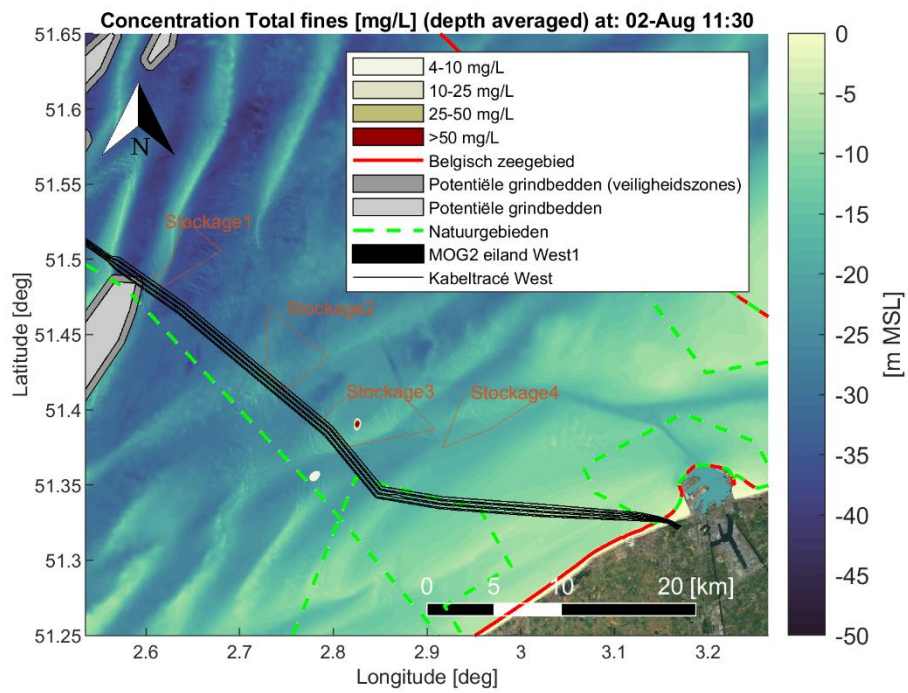 Concentration Total fines [mg/L] (depth averaged) at: 02-Aug 11:30
51.65
51.6
51.55
51.5
51.45
51.4
51.35
51.3
51.25
Latitude [deg]
4-10 mg/L
10-25 mg/L
25-50 mg/L
>50 mg/L
Belgisch zeegebied
Potentiële grindbedden (veiligheidszones)
Potentiële grindbedden
Natuurgebieden
MOG2 eiland West1
Kabeltracé West
N
Stockage1
Stockage2
Stockage3
Stockage4
0 5 10 20 [km]
2.6 2.7 2.8 2.9 3 3.1 3.2
Longitude [deg]
0
-5
-10
-15
-20
-25
-30
-35
-40
-45
-50
[m MSL]